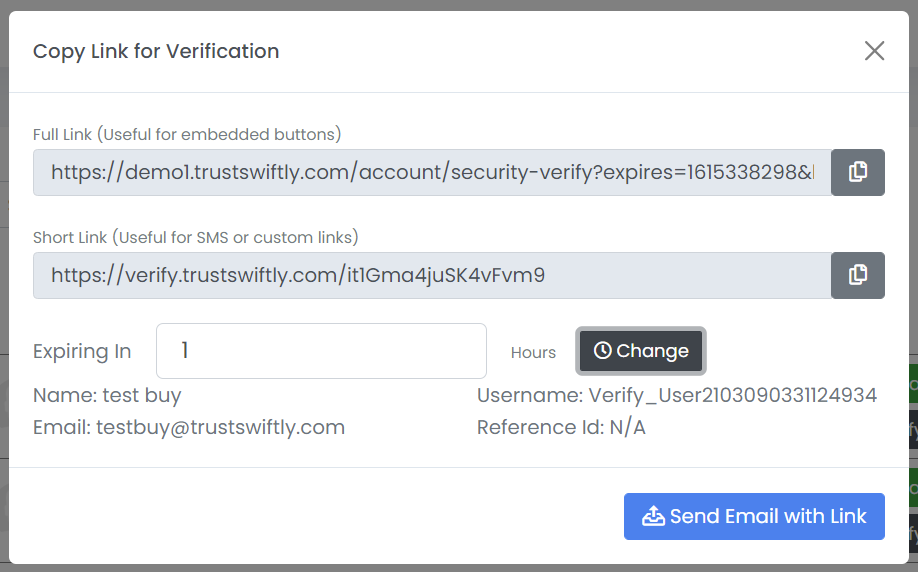 Copy Link for Verification
Full Link (Useful for embedded buttons)
https://demo1.trustswiftly.com/account/security-verify?expires=1615338298&
Short Link (Useful for SMS or custom links)
https://verify.trustswiftly.com/it1Gma4juSK4vFvm9
Expiring In 1 Hours Change
Name: test buy Username: Verify_User2103090331124934
Email: testbuy@trustswiftly.com Reference Id: N/A
Send Email with Link